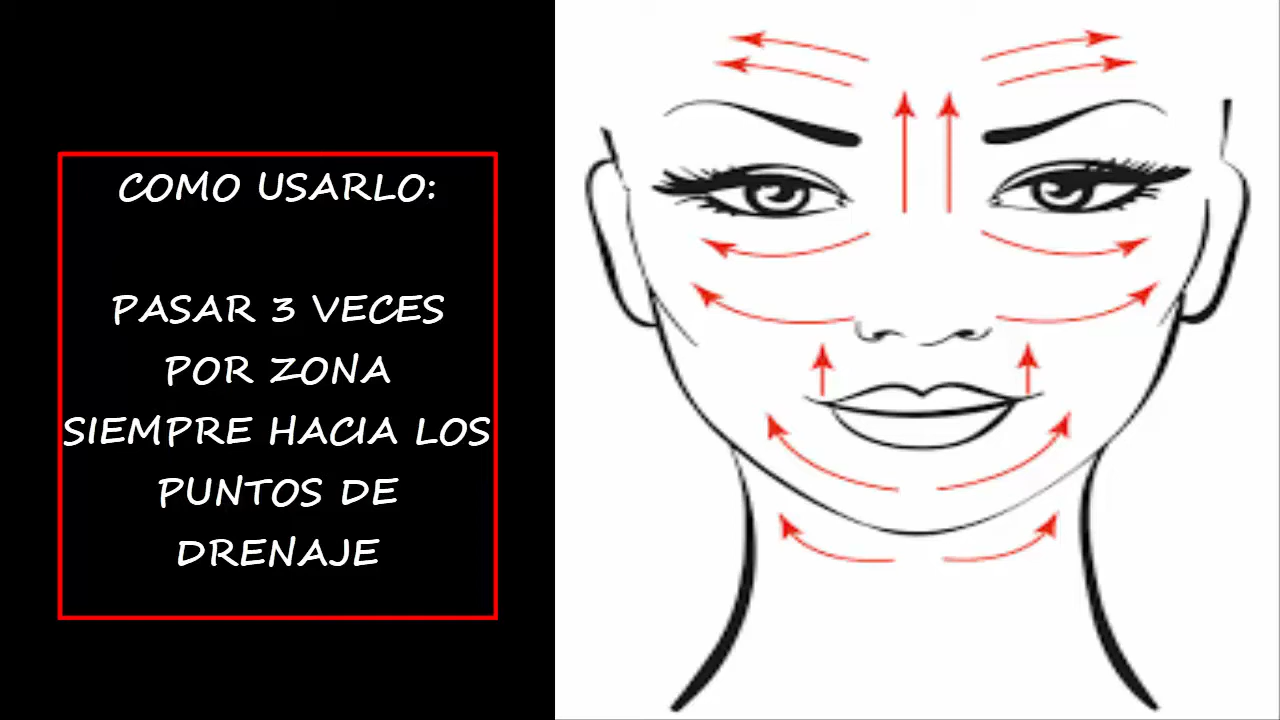 COMO USARLO:
PASAR 3 VECES
POR ZONA
SIEMPRE HACIA LOS
PUNTOS DE
DRENAJE